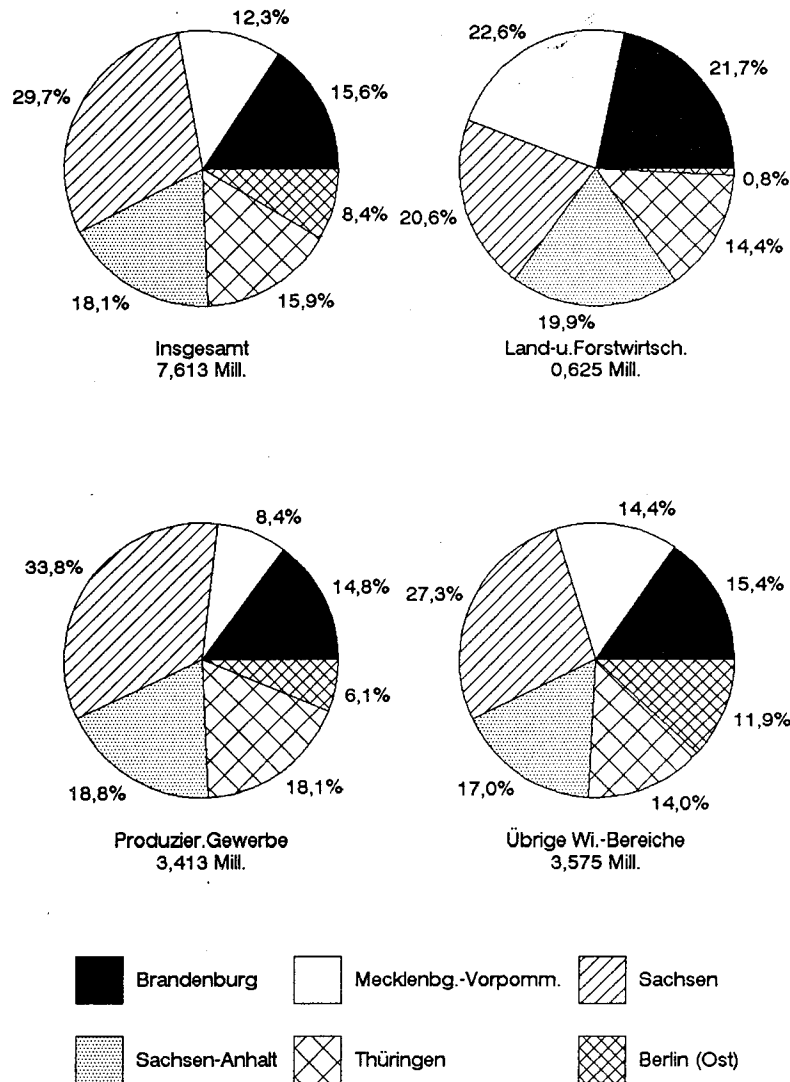 12,3%
29,7%
15,6%
8,4%
18,1%
15,9%
Insgesamt
7,613 Mill.
22,6%
21,7%
20,6%
0,8%
14,4%
19,9%
Land-u.Forstwirtsch.
0,625 Mill.
8,4%
33,8%
14,8%
6,1%
18,8%
18,1%
Produzier.Gewerbe
3,413 Mill.
14,4%
27,3%
15,4%
11,9%
17,0%
14,0%
Übrige Wi.-Bereiche
3,575 Mill.
Brandenburg
Mecklenbg.-Vorpomm.
Sachsen
Sachsen-Anhalt
Thüringen
Berlin (Ost)